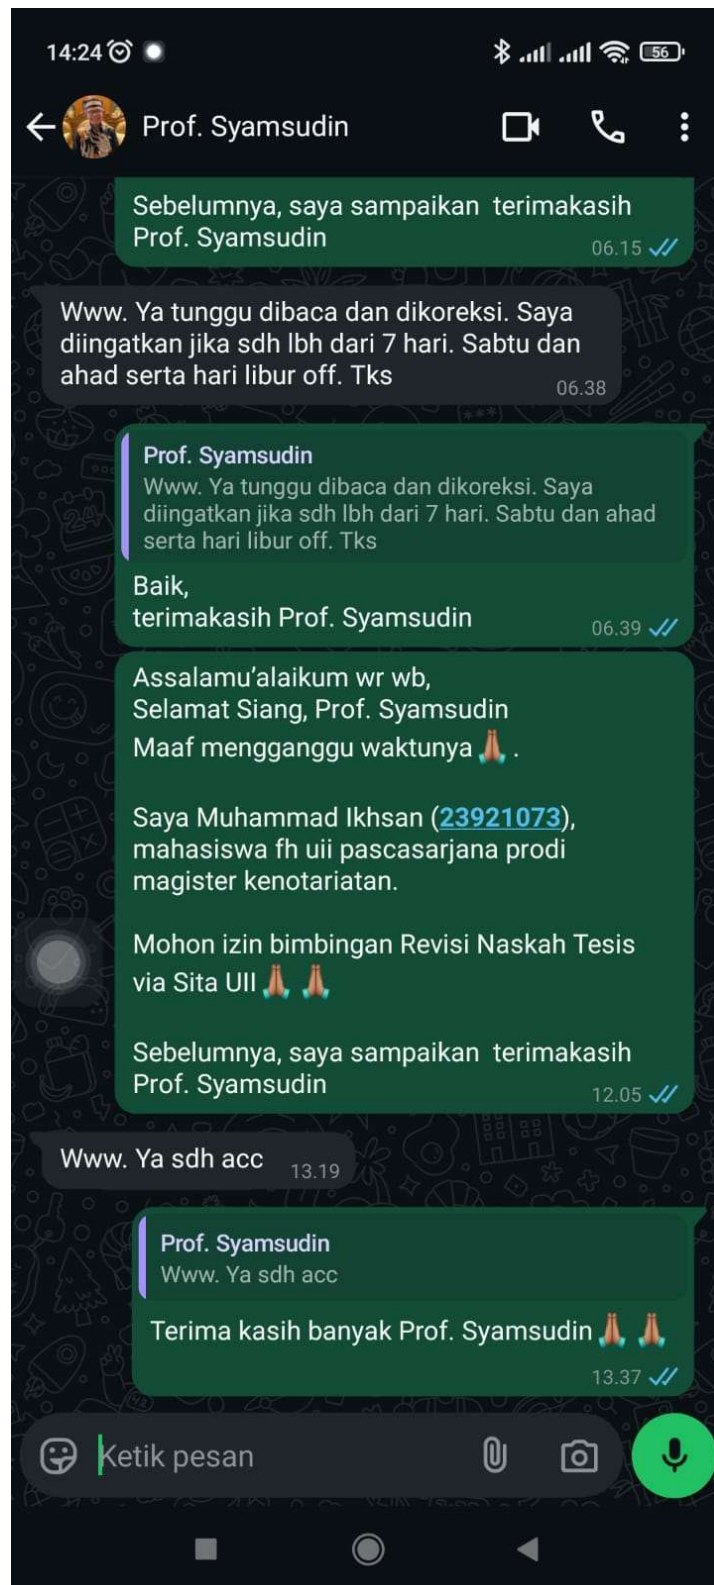 14:24
56
Prof. Syamsudin
Sebelumnya, saya sampaikan  terimakasih
Prof. Syamsudin
06.15
Www. Ya tunggu dibaca dan dikoreksi. Saya
diingatkan jika sdh lbh dari 7 hari. Sabtu dan
ahad serta hari libur off. Tks
06.38
Prof. Syamsudin
Www. Ya tunggu dibaca dan dikoreksi. Saya
diingatkan jika sdh lbh dari 7 hari. Sabtu dan ahad
serta hari libur off. Tks
Baik,
terimakasih Prof. Syamsudin
06.39
Assalamu’alaikum wr wb,
Selamat Siang, Prof. Syamsudin
Maaf mengganggu waktunya🙏🏽.
Saya Muhammad Ikhsan (23921073),
mahasiswa fh uii pascasarjana prodi
magister kenotariatan.
Mohon izin bimbingan Revisi Naskah Tesis
via Sita UII🙏🏽🙏🏽
Sebelumnya, saya sampaikan  terimakasih
Prof. Syamsudin
12.05
Www. Ya sdh acc
13.19
Prof. Syamsudin
Www. Ya sdh acc
Terima kasih banyak Prof. Syamsudin🙏🏽🙏🏽
13.37
Ketik pesan